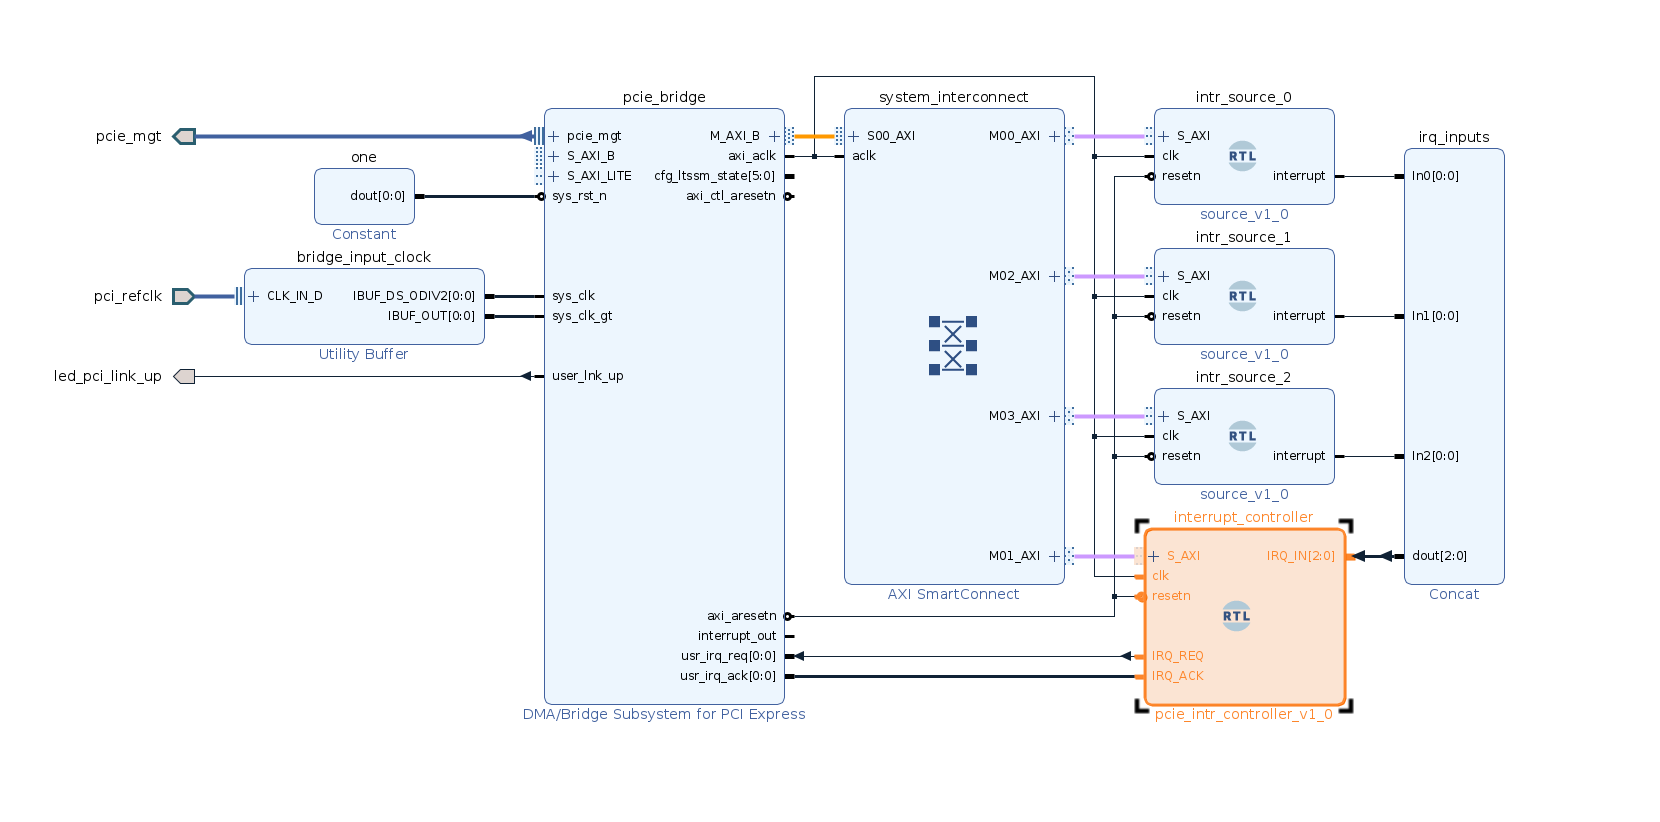 pcie_mgt
pci_refclk
led_pci_link_up
one
dout[0:0]
Constant
bridge_input_clock
CLK_IN_D
IBUF_DS_ODIV2[0:0]
IBUF_OUT[0:0]
Utility Buffer
pcie_bridge
pcie_mgt
S_AXI_B
S_AXI_LITE
sys_rst_n
sys_clk
sys_clk_gt
user_lnk_up
M_AXI_B
axi_aclk
cfg_ltssm_state[5:0]
axi_ctl_aresetn
axi_aresetn
interrupt_out
usr_irq_req[0:0]
usr_irq_ack[0:0]
DMA/Bridge Subsystem for PCI Express
system_interconnect
S00_AXI
aclk
M00_AXI
M02_AXI
M03_AXI
M01_AXI
AXI SmartConnect
intr_source_0
S_AXI
clk
resetn
RTL
interrupt
source_v1_0
intr_source_1
S_AXI
clk
resetn
RTL
interrupt
source_v1_0
intr_source_2
S_AXI
clk
resetn
RTL
interrupt
source_v1_0
interrupt_controller
S_AXI
clk
resetn
IRQ_REQ
IRQ_ACK
RTL
IRQ_IN[2:0]
pcie_intr_controller_v1_0
irq_inputs
In0[0:0]
In1[0:0]
In2[0:0]
dout[2:0]
Concat